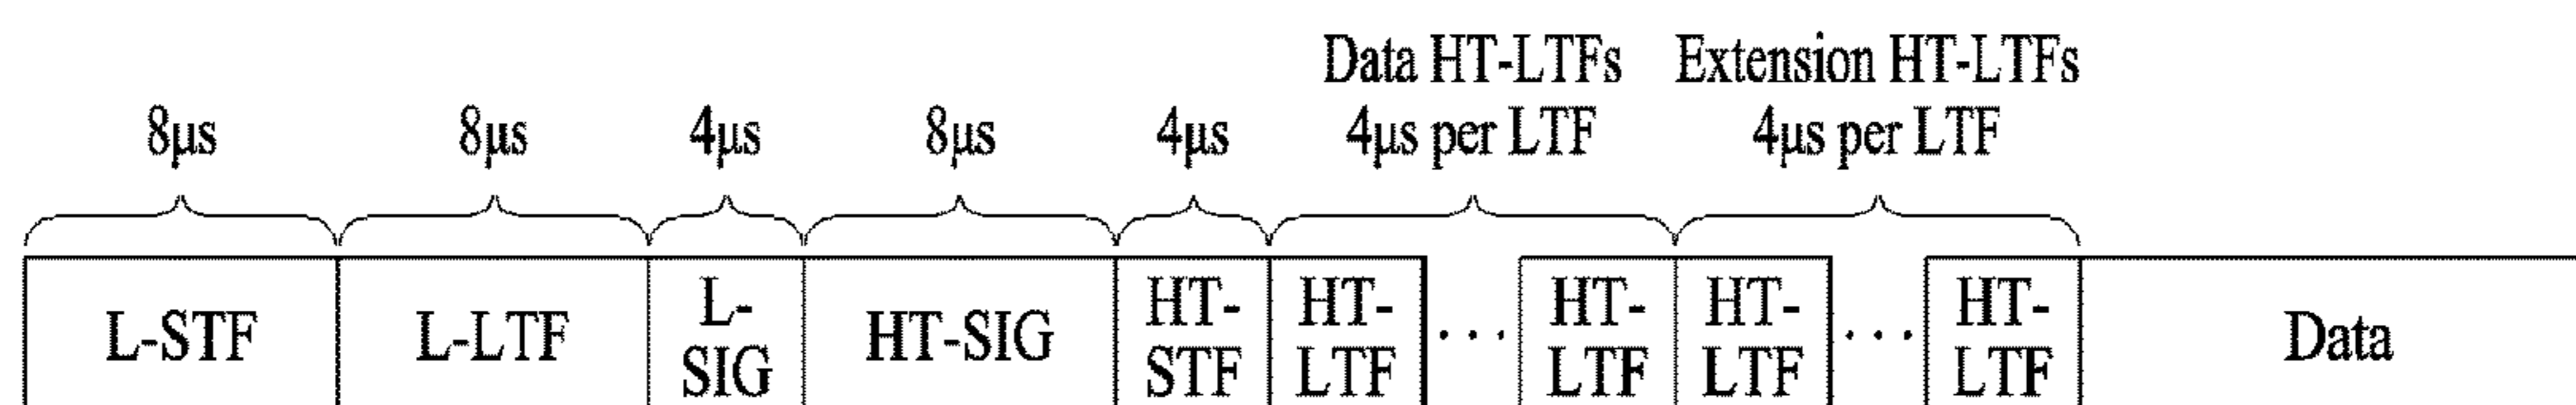 Data HT-LTFs Extension HT-LTFs
8μs 8μs 4μs 8μs 4μs 4μs per LTF 4μs per LTF
L-STF L-LTF L-SIG HT-SIG HT-STF HT-LTF ... HT-LTF HT-LTF ... HT-LTF Data